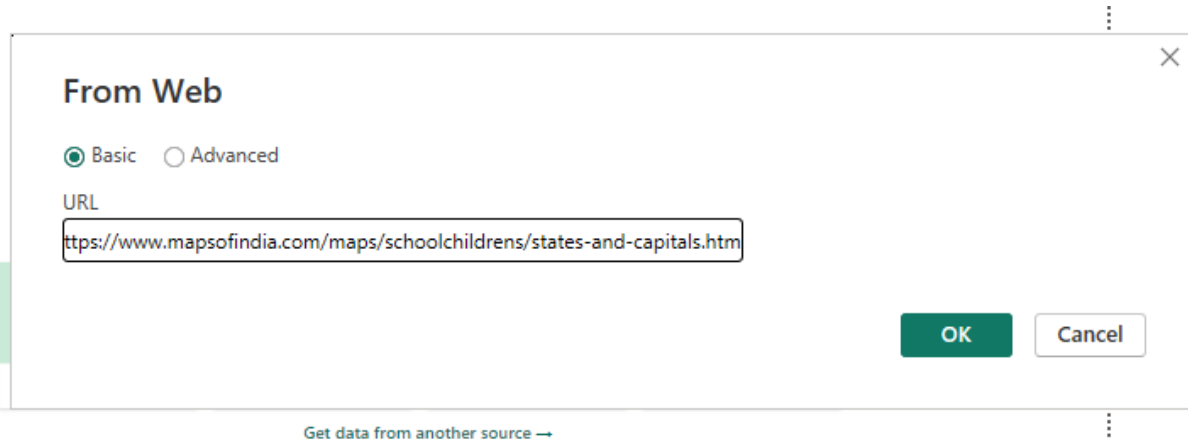 From Web
Basic Advanced
URL
ttps://www.mapsofindia.com/maps/schoolchildrens/states-and-capitals.htm
OK Cancel
Get data from another source →